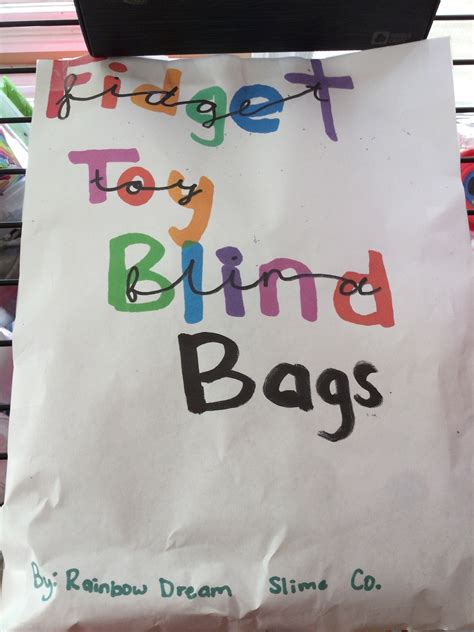 Fidget
Toy
Blind
Bags
By: Rainbow Dream Slime Co.